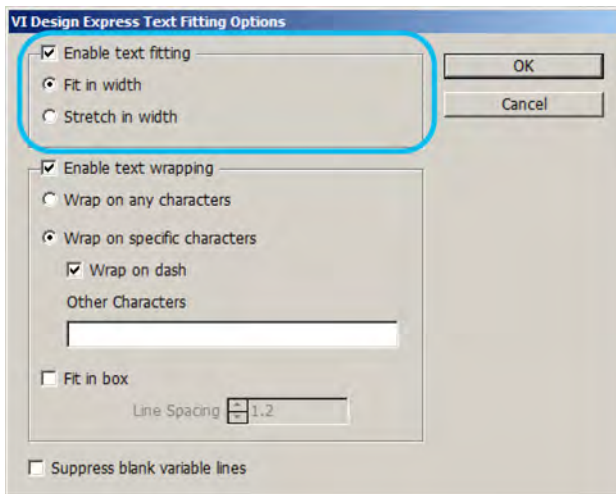 VI Design Express Text Fitting Options
Enable text fitting
OK
Fit in width
Cancel
Stretch in width
Enable text wrapping
Wrap on any characters
Wrap on specific characters
Wrap on dash
Other Characters
Fit in box
Line Spacing 1.2
Suppress blank variable lines